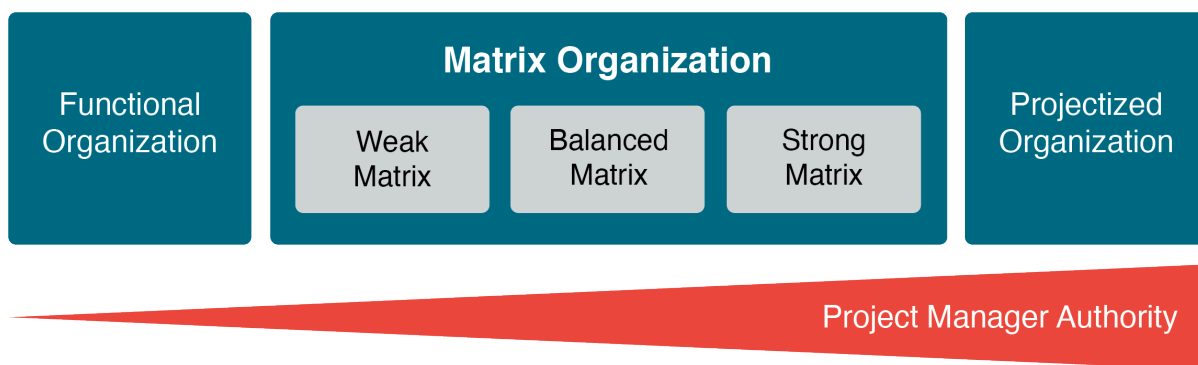 Functional
Organization
Matrix Organization
Weak
Matrix
Balanced
Matrix
Strong
Matrix
Projectized
Organization
Project Manager Authority